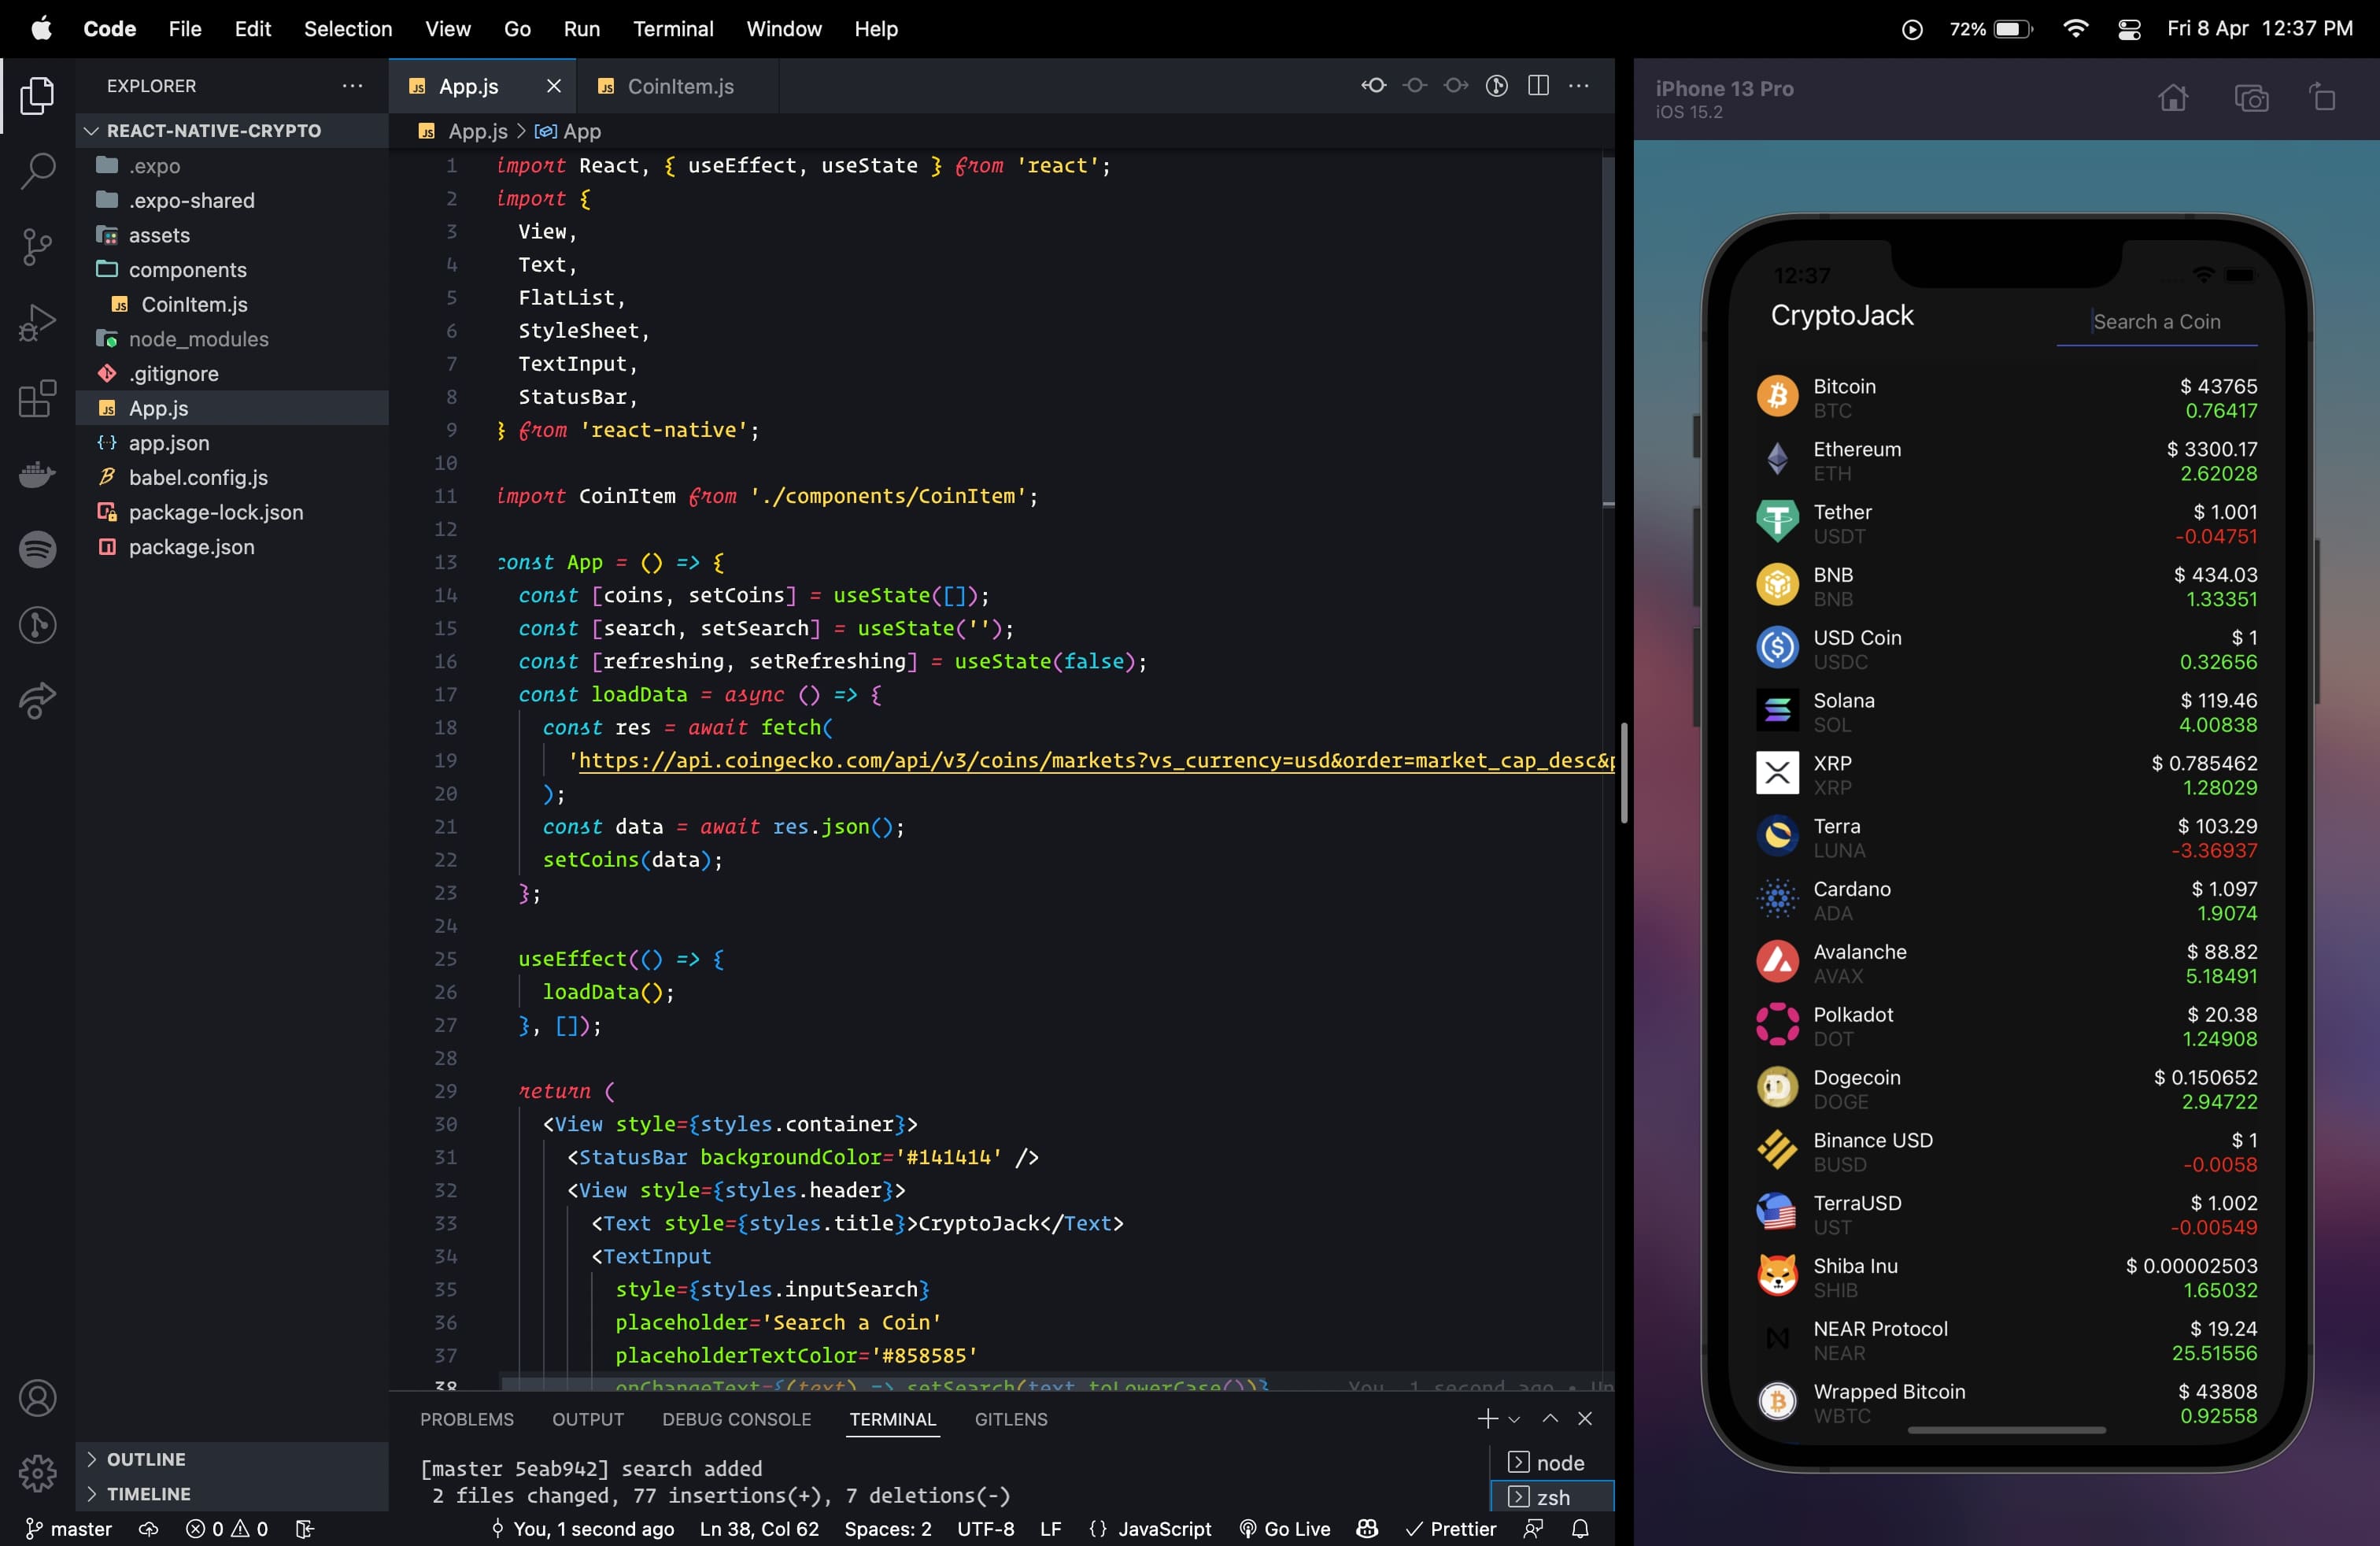 Code File Edit Selection View Go Run Terminal Window Help 72% Fri 8 Apr 12:37 PM
EXPLORER
REACT-NATIVE-CRYPTO
.expo
.expo-shared
assets
components
CoinItem.js
node_modules
.gitignore
App.js
app.json
babel.config.js
package-lock.json
package.json
OUTLINE
TIMELINE
App.js CoinItem.js
App.js > App
1 import React, { useEffect, useState } from 'react';
2 import {
3 View,
4 Text,
5 FlatList,
6 StyleSheet,
7 TextInput,
8 StatusBar,
9 } from 'react-native';
10
11 import CoinItem from './components/CoinItem';
12
13 const App = () => {
14 const [coins, setCoins] = useState([]);
15 const [search, setSearch] = useState('');
16 const [refreshing, setRefreshing] = useState(false);
17 const loadData = async () => {
18 const res = await fetch(
19 'https://api.coingecko.com/api/v3/coins/markets?vs_currency=usd&order=market_cap_desc&p
20 );
21 const data = await res.json();
22 setCoins(data);
23 };
24
25 useEffect(() => {
26 loadData();
27 }, []);
28
29 return (
30 <View style={styles.container}>
31 <StatusBar backgroundColor='#141414' />
32 <View style={styles.header}>
33 <Text style={styles.title}>CryptoJack</Text>
34 <TextInput
35 style={styles.inputSearch}
36 placeholder='Search a Coin'
37 placeholderTextColor='#858585'
38 onChangeText={(text) => setSearch(text.toLowerCase())} You, 1 second ago • Un
PROBLEMS OUTPUT DEBUG CONSOLE TERMINAL GITLENS
[master 5eab942] search added
2 files changed, 77 insertions(+), 7 deletions(-)
node
zsh
master 0 0 You, 1 second ago Ln 38, Col 62 Spaces: 2 UTF-8 LF {} JavaScript Go Live Prettier
iPhone 13 Pro
iOS 15.2
12:37
CryptoJack Search a Coin
Bitcoin $ 43765
BTC 0.76417
Ethereum $ 3300.17
ETH 2.62028
Tether $ 1.001
USDT -0.04751
BNB $ 434.03
BNB 1.33351
USD Coin $ 1
USDC 0.32656
Solana $ 119.46
SOL 4.00838
XRP $ 0.785462
XRP 1.28029
Terra $ 103.29
LUNA -3.36937
Cardano $ 1.097
ADA 1.9074
Avalanche $ 88.82
AVAX 5.18491
Polkadot $ 20.38
DOT 1.24908
Dogecoin $ 0.150652
DOGE 2.94722
Binance USD $ 1
BUSD -0.0058
TerraUSD $ 1.002
UST -0.00549
Shiba Inu $ 0.00002503
SHIB 1.65032
NEAR Protocol $ 19.24
NEAR 25.51556
Wrapped Bitcoin $ 43808
WBTC 0.92558